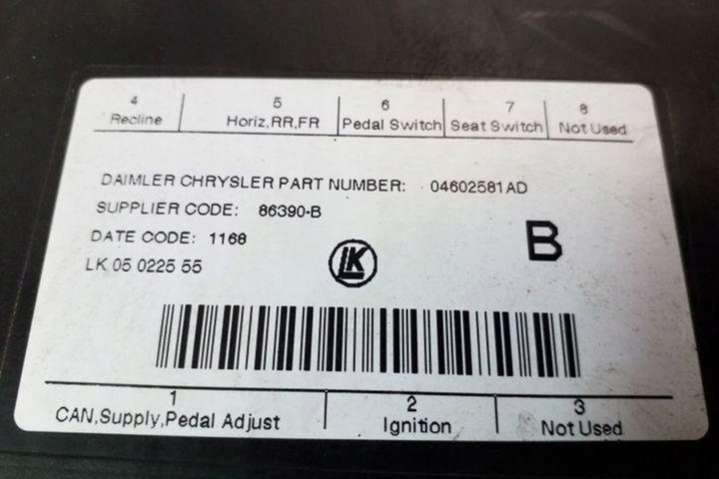 4 5 6 7 8
Recline Horiz,RR,FR Pedal Switch Seat Switch Not Used
DAIMLER CHRYSLER PART NUMBER: 04602581AD
SUPPLIER CODE: 86390-B
DATE CODE: 1168
LK 05 0225 55
LK
B
1 2 3
CAN,Supply,Pedal Adjust Ignition Not Used